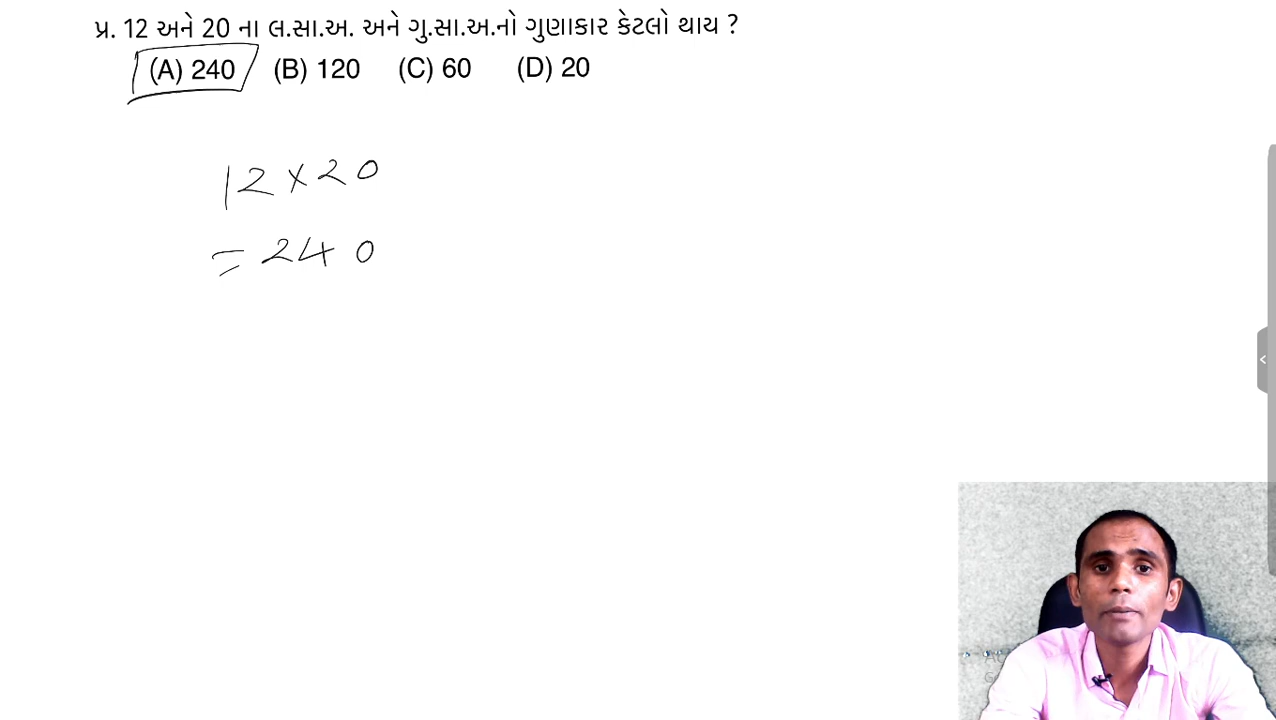 પ્ર. 12 અને 20 ના લ.સા.અ. અને ગુ.સા.અ.નો ગુણાકાર કેટલો થાય ?
(A) 240 (B) 120 (C) 60 (D) 20
12 × 20
= 240